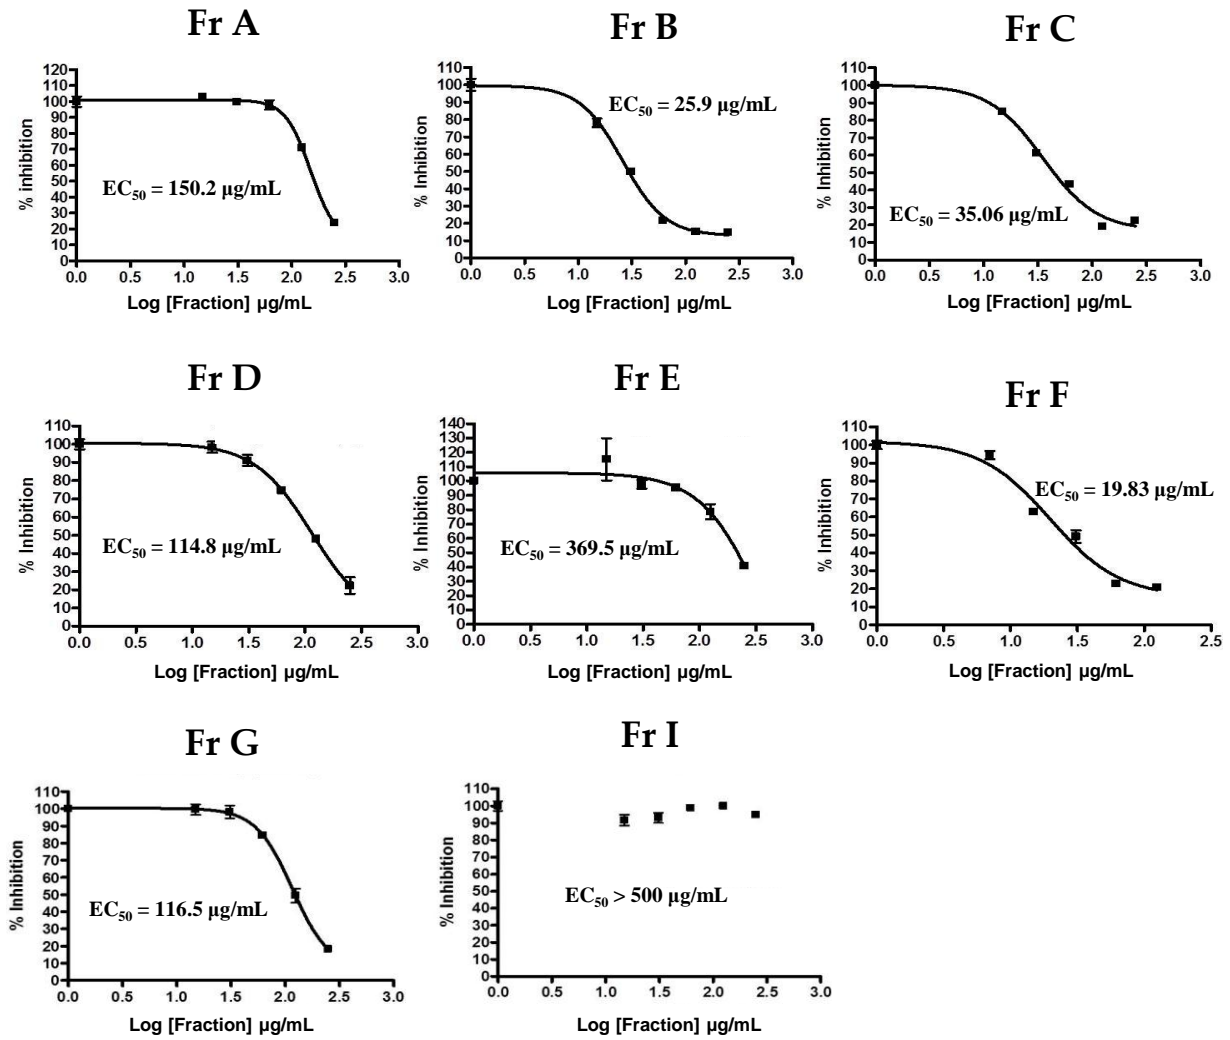 Fr A
120
110
100
90
80
70
60
50
40
30
20
10
0
% inhibition
EC50 = 150.2 µg/mL
0.0 0.5 1.0 1.5 2.0 2.5 3.0
Log [Fraction] µg/mL
Fr B
110
100
90
80
70
60
50
40
30
20
10
0
% Inhibition
EC50 = 25.9 µg/mL
0.0 0.5 1.0 1.5 2.0 2.5 3.0
Log [Fraction] µg/mL
Fr C
110
100
90
80
70
60
50
40
30
20
10
0
% Inhibition
EC50 = 35.06 µg/mL
0.0 0.5 1.0 1.5 2.0 2.5 3.0
Log [Fraction] µg/mL
Fr D
110
100
90
80
70
60
50
40
30
20
10
0
% Inhibition
EC50 = 114.8 µg/mL
0.0 0.5 1.0 1.5 2.0 2.5 3.0
Log [Fraction] µg/mL
Fr E
140
130
120
110
100
90
80
70
60
50
40
30
20
10
0
% Inhibition
EC50 = 369.5 µg/mL
0.0 0.5 1.0 1.5 2.0 2.5 3.0
Log [Fraction] µg/mL
Fr F
110
100
90
80
70
60
50
40
30
20
10
0
% Inhibition
EC50 = 19.83 µg/mL
0.0 0.5 1.0 1.5 2.0 2.5
Log [Fraction] µg/mL
Fr G
110
100
90
80
70
60
50
40
30
20
10
0
% Inhibition
EC50 = 116.5 µg/mL
0.0 0.5 1.0 1.5 2.0 2.5 3.0
Log [Fraction] µg/mL
Fr I
110
100
90
80
70
60
50
40
30
20
10
0
% Inhibition
EC50 > 500 µg/mL
0.0 0.5 1.0 1.5 2.0 2.5 3.0
Log [Fraction] µg/mL